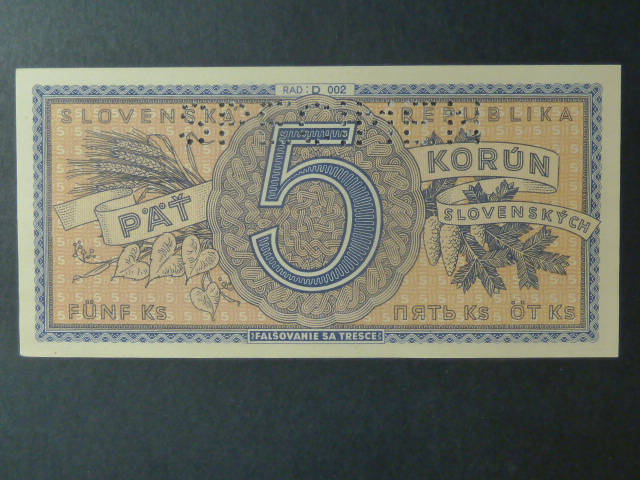 RAD : D 002
SLOVENSKÁ REPUBLIKA
5
PÄŤ KORÚN
SLOVENSKÝCH
FÜNF Ks ПЯТЬ Ks ÖT Ks
FALŠOVANIE SA TRESCE